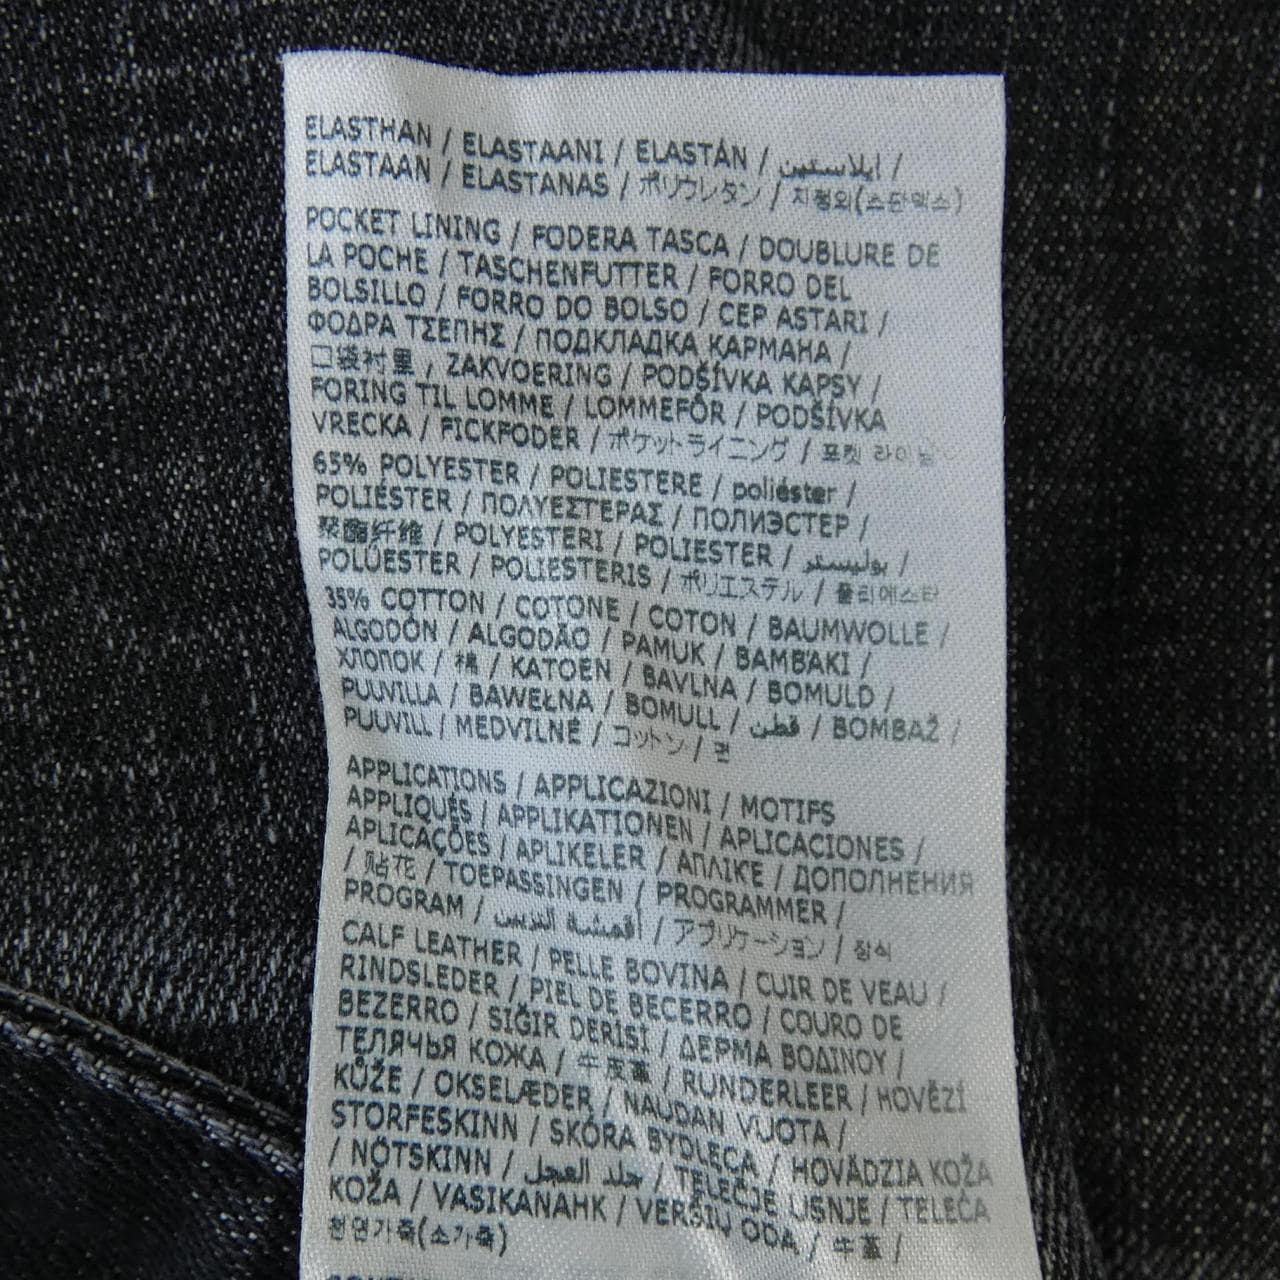 ELASTHAN / ELASTAANI / ELASTÁN / ايلاستين /
ELASTAAN / ELASTANAS / ポリウレタン / 지정외(스판덱스)
POCKET LINING / FODERA TASCA / DOUBLURE DE
LA POCHE / TASCHENFUTTER / FORRO DEL
BOLSILLO / FORRO DO BOLSO / CEP ASTARI /
ΦΟΔΡΑ ΤΣΕΠΗΣ / ПОДКЛАДКА КАРМАНА /
口袋衬里 , ZAKVOERING / PODŠÍVKA KAPSY /
FORING TIL LOMME / LOMMEFÔR / PODŠÍVKA
VRECKA / FICKFODER / ポケットライニング / 포켓 라이닝
65% POLYESTER / POLIESTERE / poliéster /
POLIÉSTER / ΠΟΛΥΕΣΤΕΡΑΣ / ПОЛИЭСТЕР /
聚酯纤维 / POLYESTERI / POLIESTER / بوليستر /
POLÜESTER / POLIESTERIS / ポリエステル / 폴리에스터
35% COTTON / COTONE / COTON / BAUMWOLLE /
ALGODÓN / ALGODÃO / PAMUK / BAMBAKI /
ХЛОПОК / 棉 / KATOEN / BAVLNA / BOMULD /
PUUVILLA / BAWEŁNA / BOMULL / قطن / BOMBAŽ /
PUUVILL / MEDVILNĖ / コットン / 면
APPLICATIONS / APPLICAZIONI / MOTIFS
APPLIQUÉS / APPLIKATIONEN / APLICACIONES /
APLICAÇÕES / APLIKELER / ΑΠΛΙΚΕ / ДОПОЛНЕНИЯ
/ 贴花 / TOEPASSINGEN / PROGRAMMER /
PROGRAM / أقمشة التزيين / アプリケーション / 장식
CALF LEATHER / PELLE BOVINA / CUIR DE VEAU /
RINDSLEDER / PIEL DE BECERRO / COURO DE
BEZERRO / SIĞIR DERİSİ / ΔΕΡΜΑ ΒΟΔΙΝΟΥ /
ТЕЛЯЧЬЯ КОЖА / 牛皮革 / RUNDERLEER / HOVĚZÍ
KŮŽE / OKSELÆDER / NAUDAN VUOTA /
STORFESKINN / SKÓRA BYDLĘCA / HOVÄDZIA KOŽA
/ NÖTSKINN / جلد العجل / TELEČJE USNJE / TELEĆA
KOŽA / VASIKANAHK / VERŠIŲ ODA / 牛革 /
천연가죽(소가죽)